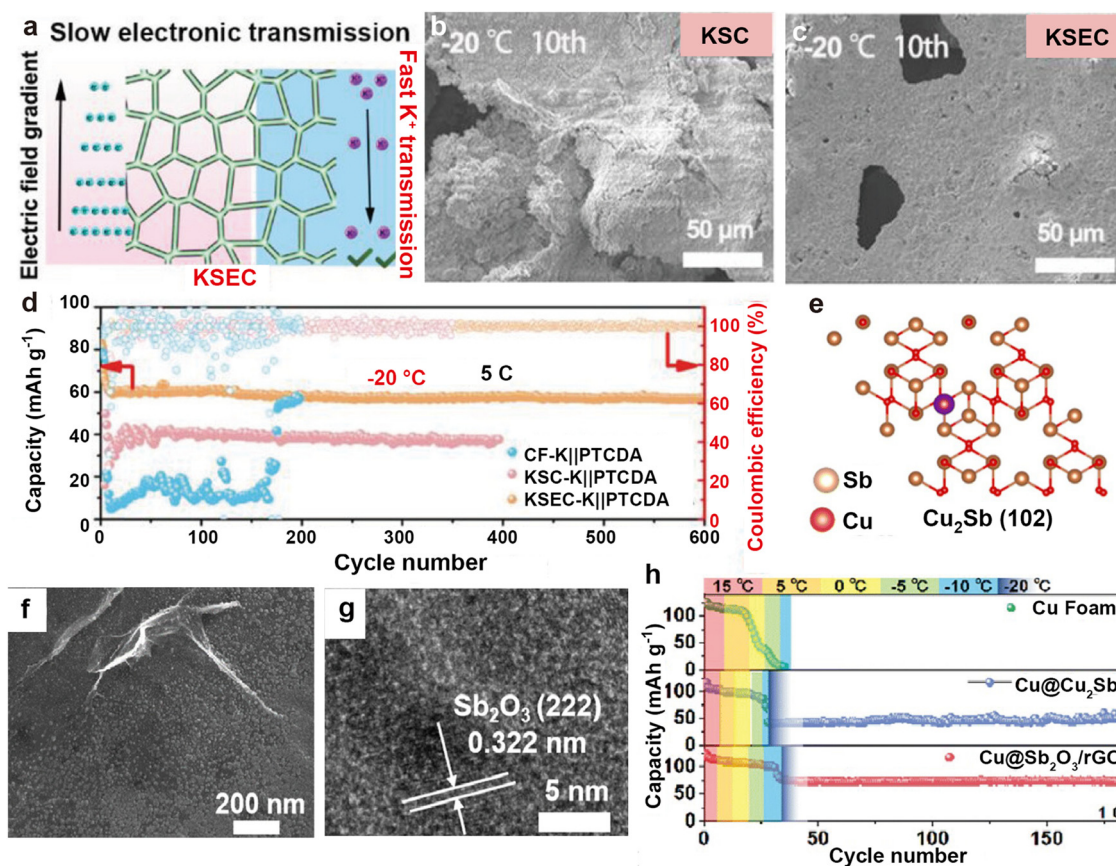 a Slow electronic transmission
Electric field gradient
Fast K⁺ transmission
KSEC
b -20 °C 10th KSC
50 μm
c -20 °C 10th KSEC
50 μm
d
Capacity (mAh g⁻¹)
100
80
60
40
20
0
-20 °C 5 C
CF-K||PTCDA
KSC-K||PTCDA
KSEC-K||PTCDA
0 100 200 300 400 500 600
Cycle number
100
80
60
40
20
0
Coulombic efficiency (%)
e
Sb
Cu
Cu₂Sb (102)
f
200 nm
g
Sb₂O₃ (222)
0.322 nm
5 nm
h
15 °C 5 °C 0 °C -5 °C -10 °C -20 °C
Capacity (mAh g⁻¹)
100
50
0
Cu Foam
100
50
0
Cu@Cu₂Sb
100
50
0
Cu@Sb₂O₃/rGO
0 50 100 150
Cycle number